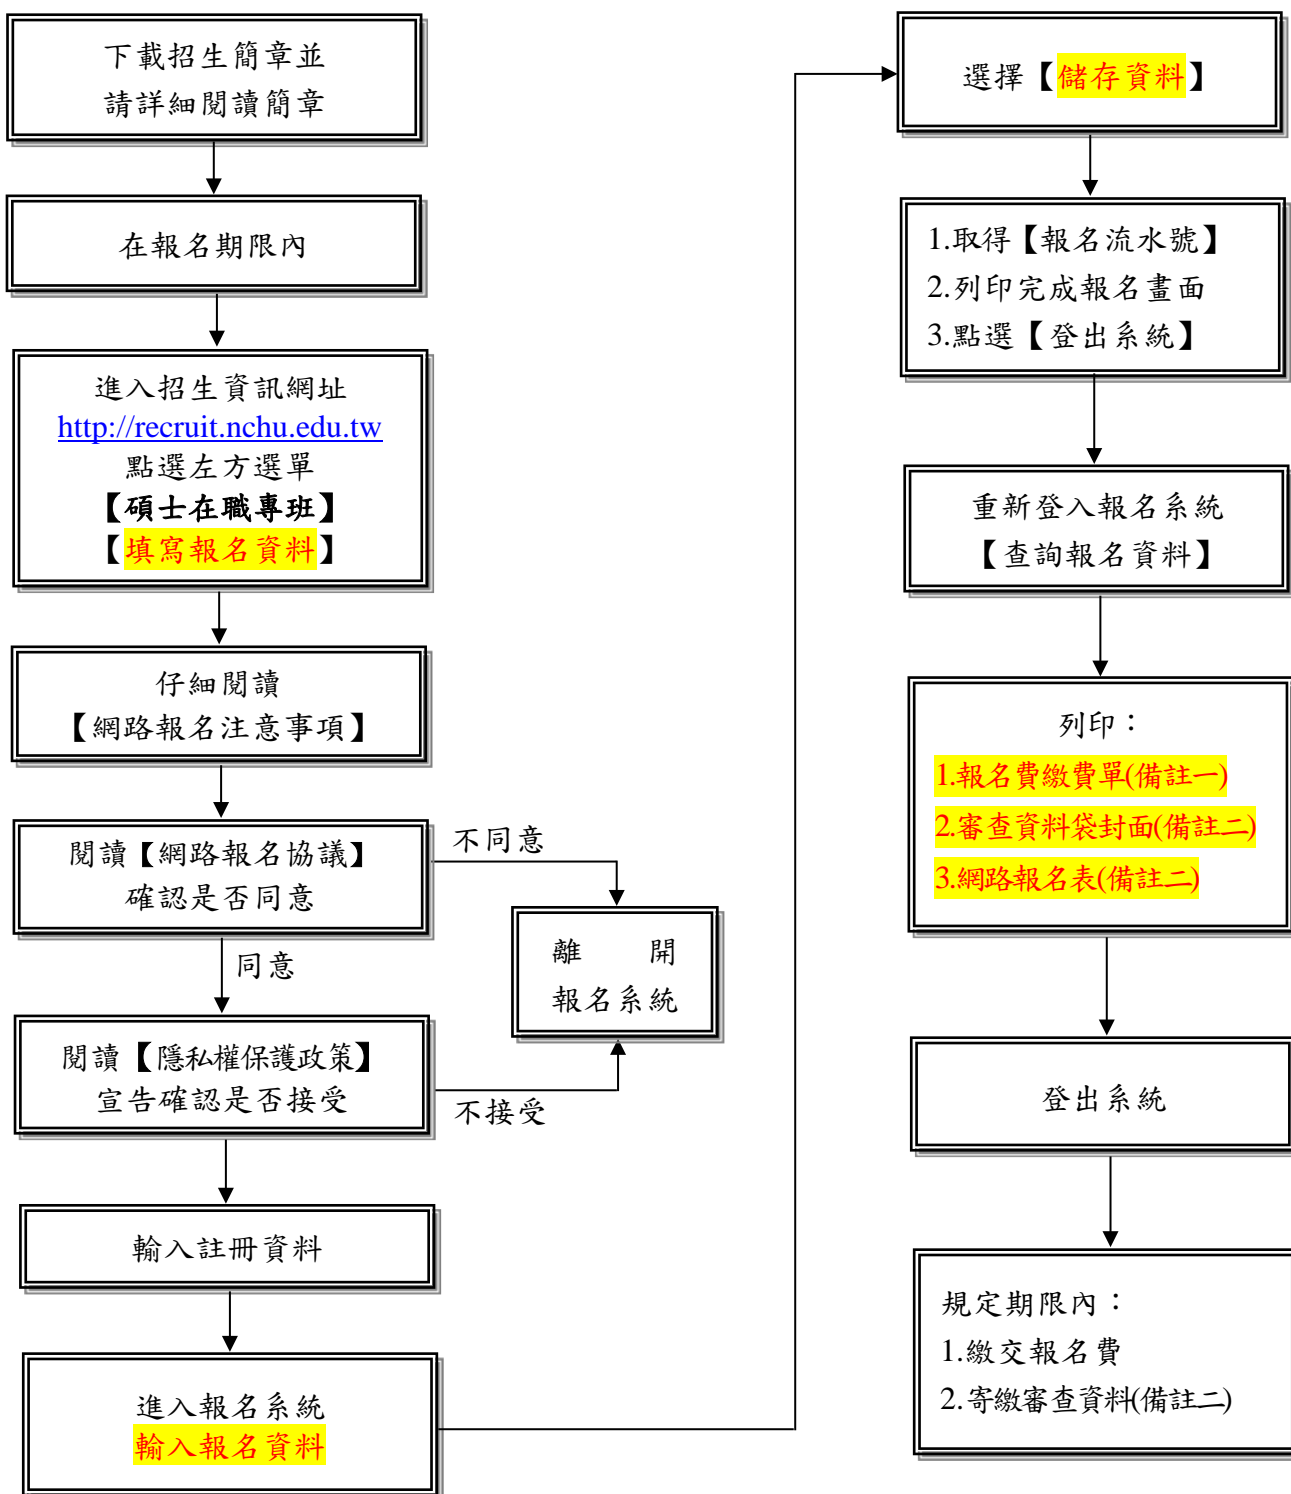 下載招生簡章並
請詳細閱讀簡章
在報名期限內
進入招生資訊網址
http://recruit.nchu.edu.tw
點選左方選單
【碩士在職專班】
【填寫報名資料】
仔細閱讀
【網路報名注意事項】
閱讀【網路報名協議】
確認是否同意
不同意
同意
離 開
報名系統
閱讀【隱私權保護政策】
宣告確認是否接受
不接受
輸入註冊資料
進入報名系統
輸入報名資料
選擇【儲存資料】
1.取得【報名流水號】
2.列印完成報名畫面
3.點選【登出系統】
重新登入報名系統
【查詢報名資料】
列印：
1.報名費繳費單(備註一)
2.審查資料袋封面(備註二)
3.網路報名表(備註二)
登出系統
規定期限內：
1.繳交報名費
2.寄繳審查資料(備註二)